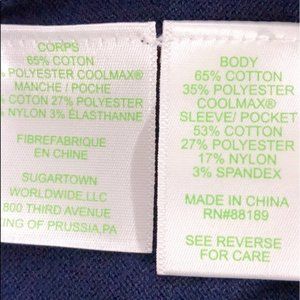 CORPS
65% COTON
% POLYESTER COOLMAX®
MANCHE / POCHE
% COTON 27% POLYESTER
% NYLON 3% ÉLASTHANNE
FIBREFABRIQUE
EN CHINE
SUGARTOWN
WORLDWIDE,LLC
800 THIRD AVENUE
KING OF PRUSSIA,PA
BODY
65% COTTON
35% POLYESTER
COOLMAX®
SLEEVE/ POCKET
53% COTTON
27% POLYESTER
17% NYLON
3% SPANDEX
MADE IN CHINA
RN#88189
SEE REVERSE
FOR CARE